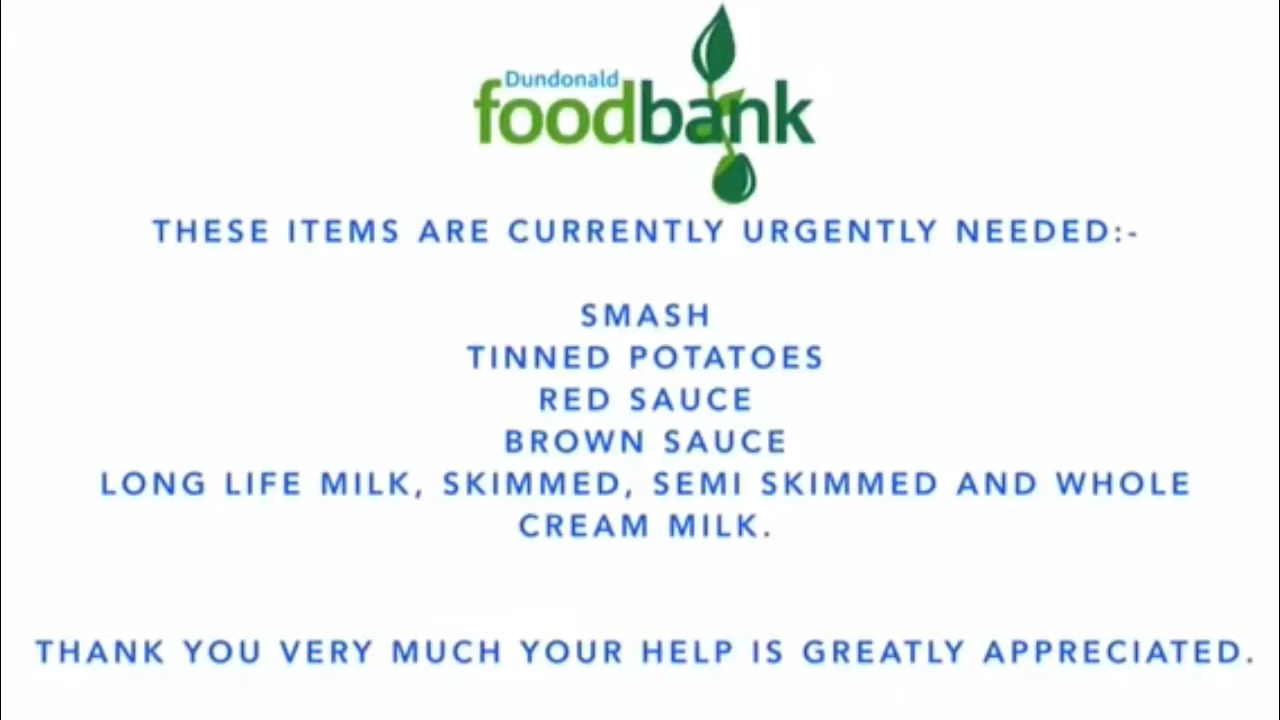 Dundonald
foodbank
THESE ITEMS ARE CURRENTLY URGENTLY NEEDED:-
SMASH
TINNED POTATOES
RED SAUCE
BROWN SAUCE
LONG LIFE MILK, SKIMMED, SEMI SKIMMED AND WHOLE
CREAM MILK.
THANK YOU VERY MUCH YOUR HELP IS GREATLY APPRECIATED.